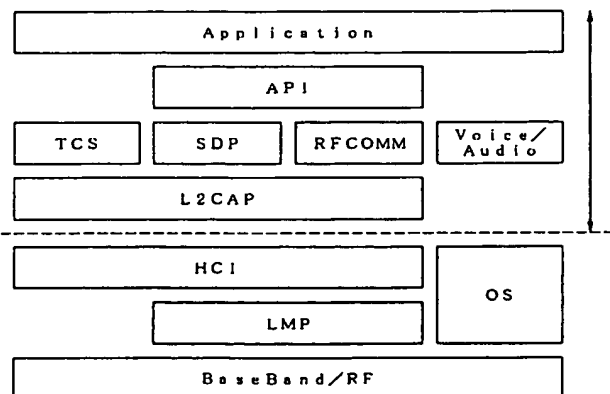 Application
API
TCS
SDP
RFCOMM
Voice/
Audio
L2CAP
HCI
OS
LMP
BaseBand/RF